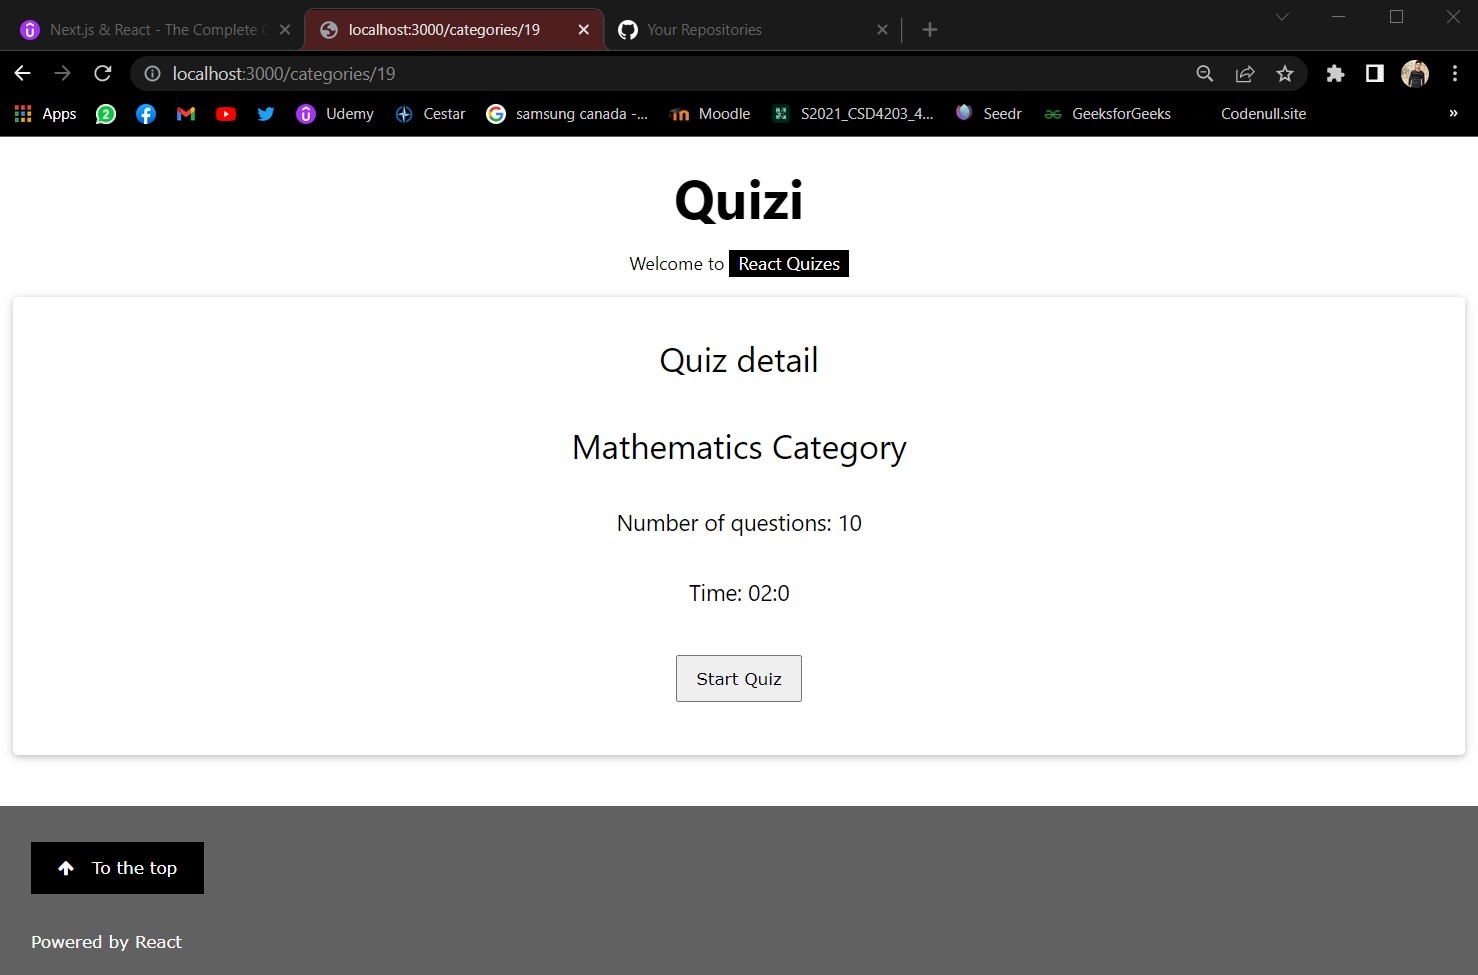 Next.js & React - The Complete
localhost:3000/categories/19
Your Repositories
localhost:3000/categories/19
Apps
2
Udemy
Cestar
samsung canada -...
Moodle
S2021_CSD4203_4...
Seedr
GeeksforGeeks
Codenull.site
»
Quizi
Welcome to React Quizes
Quiz detail
Mathematics Category
Number of questions: 10
Time: 02:0
Start Quiz
To the top
Powered by React